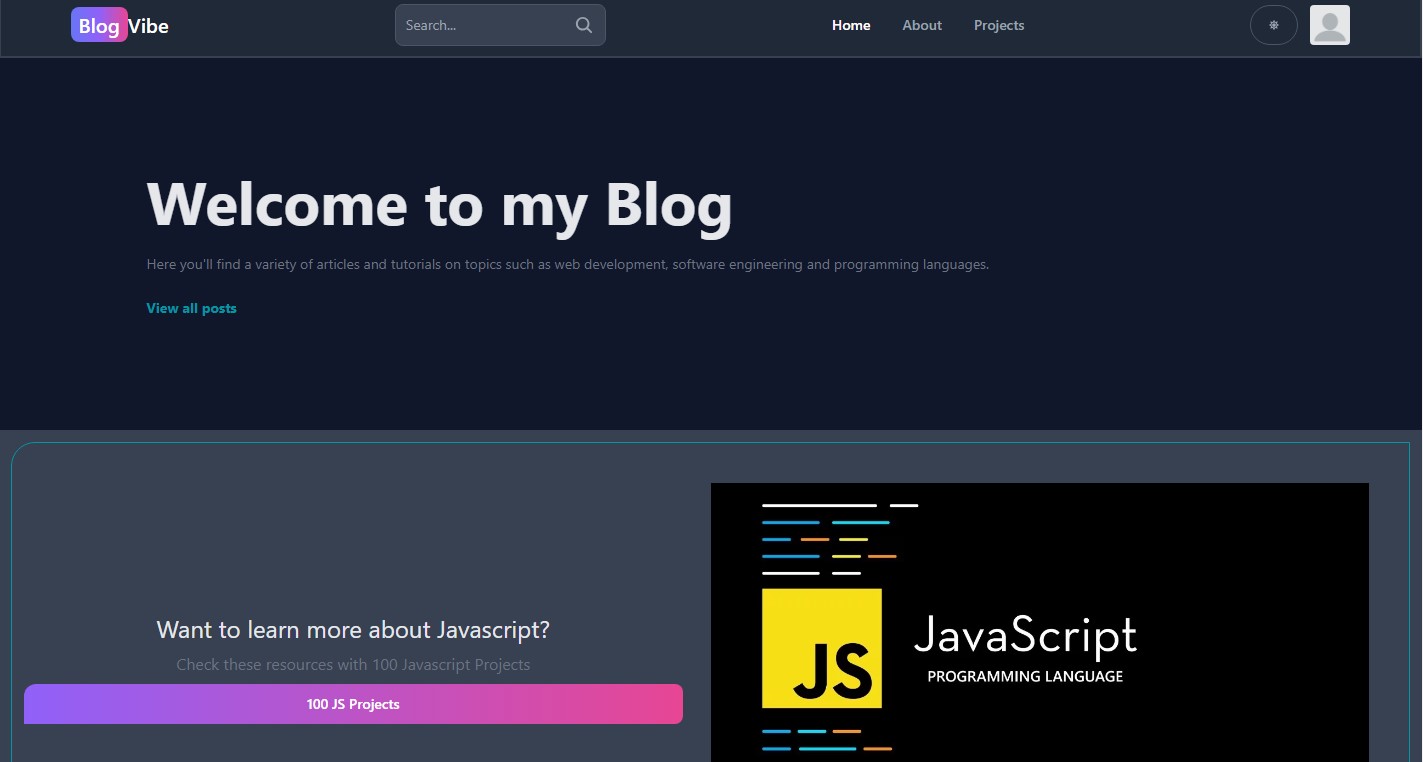 Blog Vibe
Search...
Home
About
Projects
Welcome to my Blog
Here you'll find a variety of articles and tutorials on topics such as web development, software engineering and programming languages.
View all posts
Want to learn more about Javascript?
Check these resources with 100 Javascript Projects
100 JS Projects
JS
JavaScript
PROGRAMMING LANGUAGE